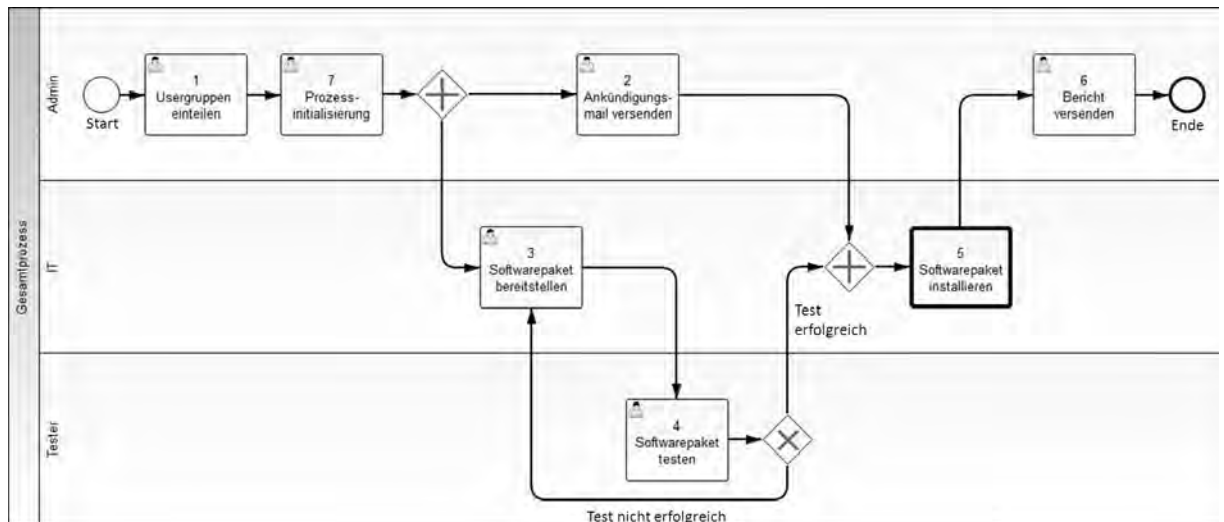 Gesamtprozess
Admin
Start
1
Usergruppen
einteilen
7
Prozess-
initialisierung
2
Ankündigungs-
mail versenden
6
Bericht
versenden
Ende
IT
3
Softwarepaket
bereitstellen
5
Softwarepaket
installieren
Test
erfolgreich
Tester
4
Softwarepaket
testen
Test nicht erfolgreich